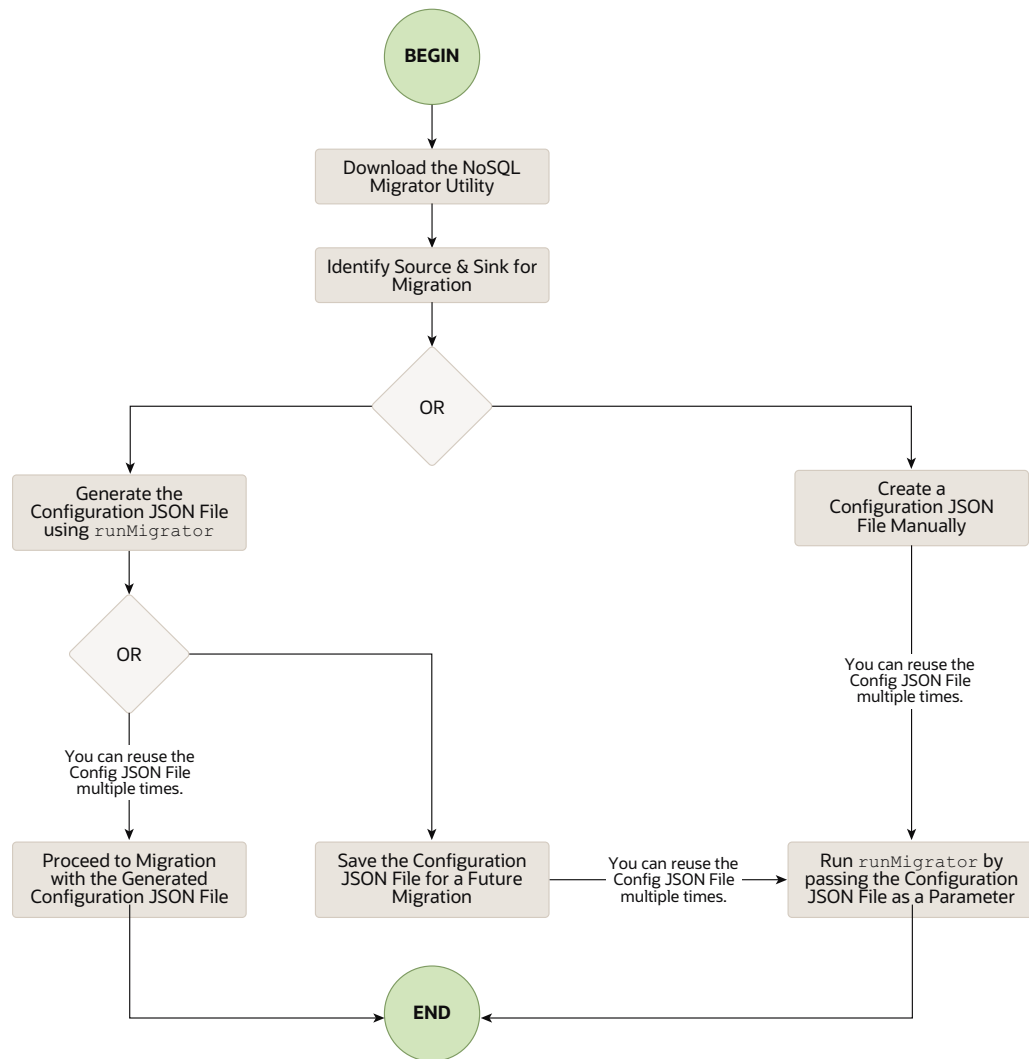 BEGIN
Download the NoSQL
Migrator Utility
Identify Source & Sink for
Migration
OR
Generate the
Configuration JSON File
using runMigrator
Create a
Configuration JSON
File Manually
OR
You can reuse the
Config JSON File
multiple times.
You can reuse the
Config JSON File
multiple times.
Proceed to Migration
with the Generated
Configuration JSON File
Save the Configuration
JSON File for a Future
Migration
You can reuse the
Config JSON File
multiple times.
Run runMigrator by
passing the Configuration
JSON File as a Parameter
END